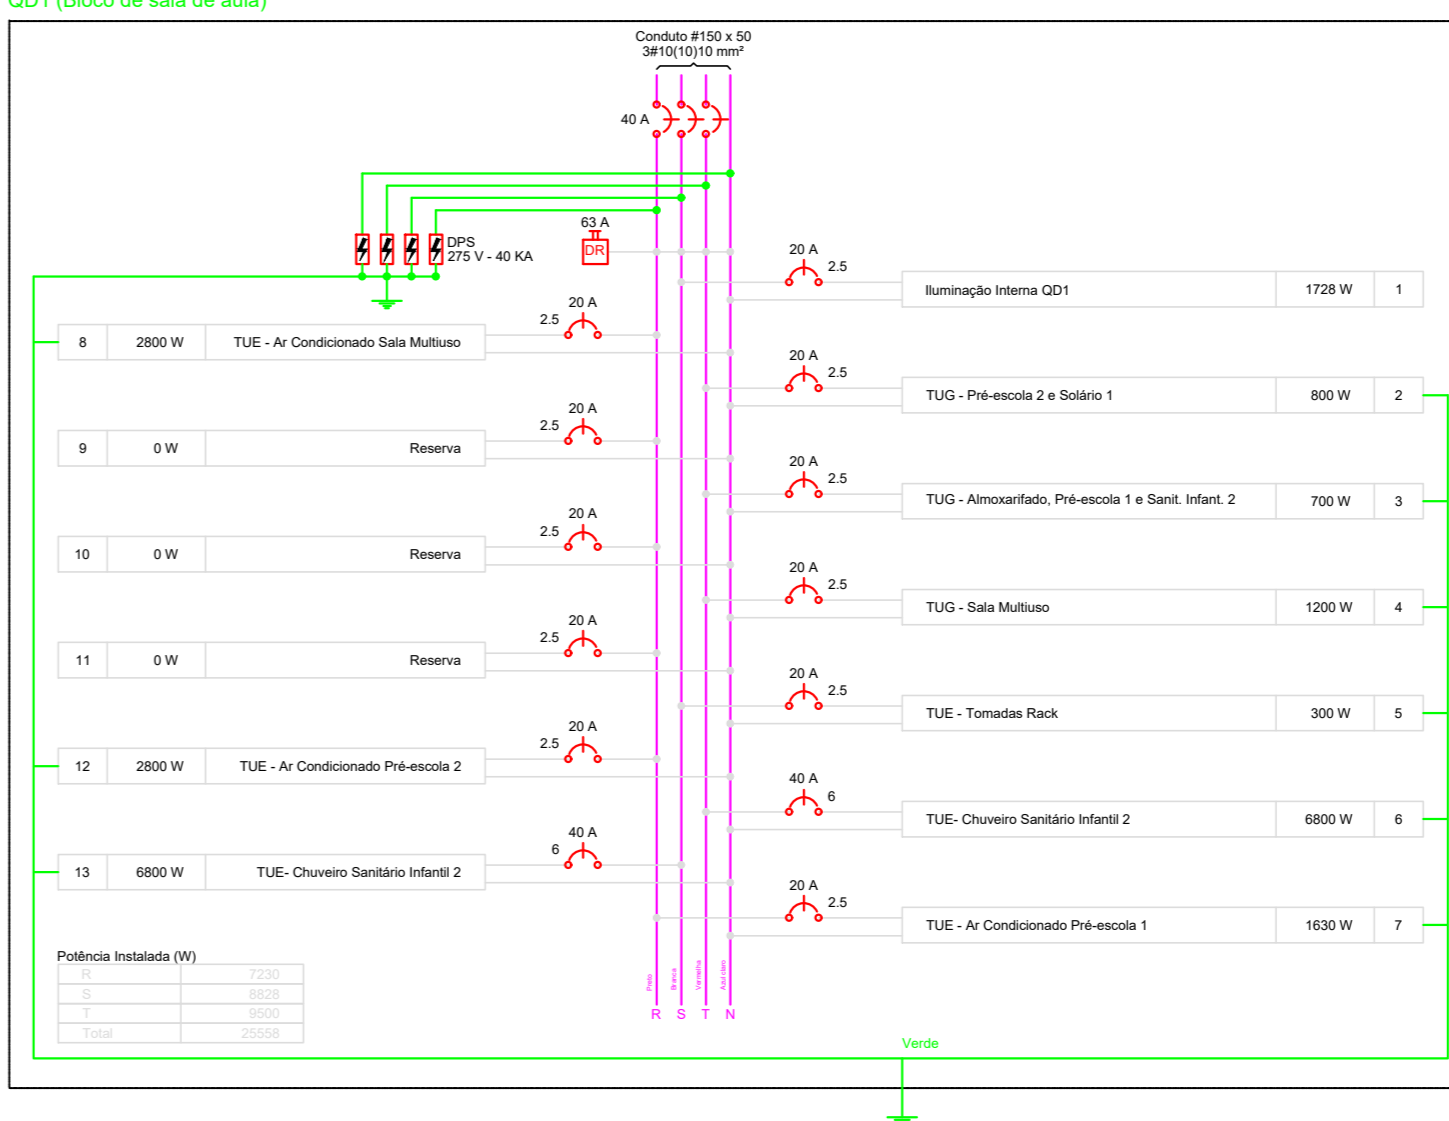 QD1 (Bloco de sala de aula)
Conduto #150 x 50
3#10(10)10 mm²
40 A
DPS
275 V - 40 KA
63 A
DR
20 A
2.5
Iluminação Interna QD1 1728 W 1
20 A
2.5
8 2800 W TUE - Ar Condicionado Sala Multiuso
20 A
2.5
TUG - Pré-escola 2 e Solário 1 800 W 2
20 A
2.5
9 0 W Reserva
20 A
2.5
TUG - Almoxarifado, Pré-escola 1 e Sanit. Infant. 2 700 W 3
20 A
2.5
10 0 W Reserva
20 A
2.5
TUG - Sala Multiuso 1200 W 4
20 A
2.5
11 0 W Reserva
20 A
2.5
TUE - Tomadas Rack 300 W 5
20 A
2.5
12 2800 W TUE - Ar Condicionado Pré-escola 2
40 A
6
TUE- Chuveiro Sanitário Infantil 2 6800 W 6
40 A
6
13 6800 W TUE- Chuveiro Sanitário Infantil 2
20 A
2.5
TUE - Ar Condicionado Pré-escola 1 1630 W 7
Potência Instalada (W)
R 7230
S 8828
T 9500
Total 25558
Preto
Branca
Vermelha
Azul claro
R S T N
Verde